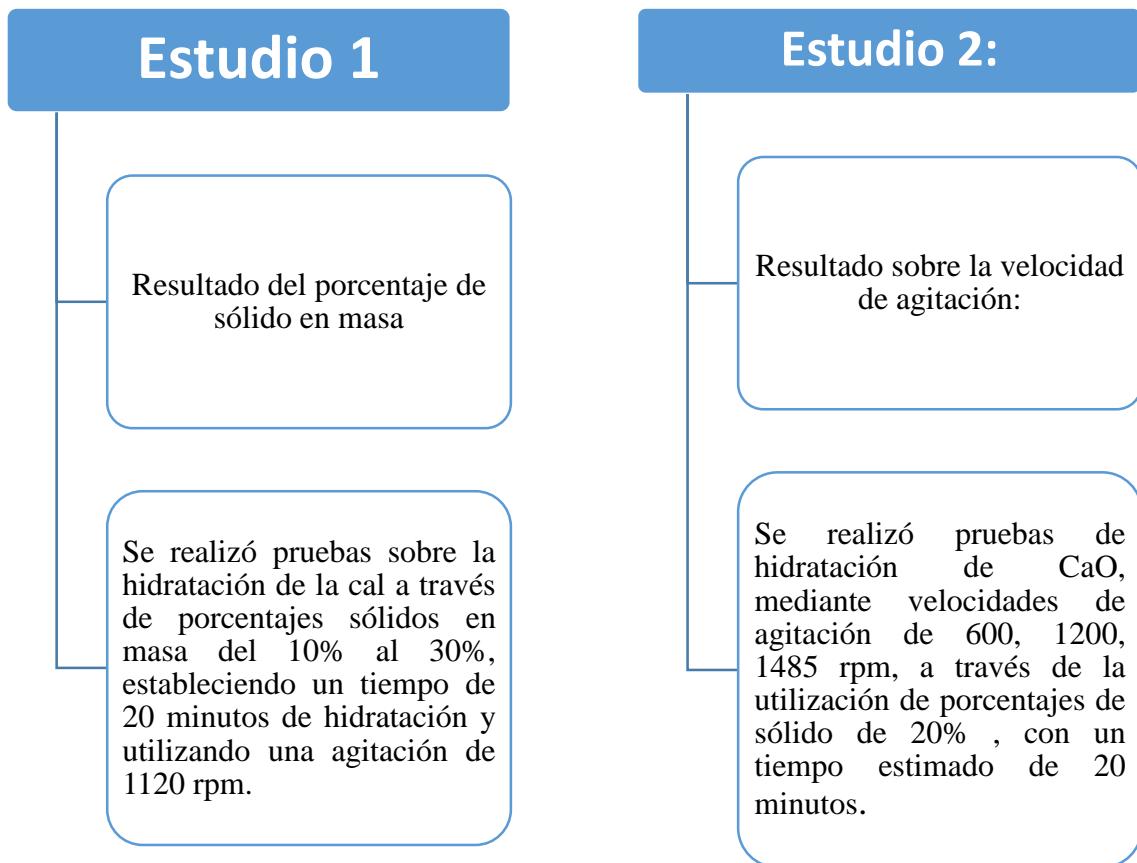 Estudio 1
Resultado del porcentaje de
sólido en masa
Se realizó pruebas sobre la
hidratación de la cal a través
de porcentajes sólidos en
masa del 10% al 30%,
estableciendo un tiempo de
20 minutos de hidratación y
utilizando una agitación de
1120 rpm.
Estudio 2:
Resultado sobre la velocidad
de agitación:
Se realizó pruebas de
hidratación de CaO,
mediante velocidades de
agitación de 600, 1200,
1485 rpm, a través de la
utilización de porcentajes de
sólido de 20% , con un
tiempo estimado de 20
minutos.